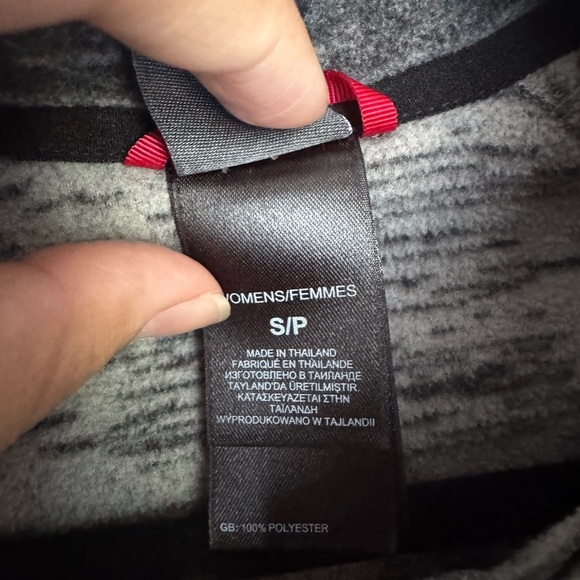 WOMENS/FEMMES
S/P
MADE IN THAILAND
FABRIQUÉ EN THAÏLANDE
ИЗГОТОВЛЕНО В ТАИЛАНДЕ
TAYLAND'DA ÜRETILMIŞTIR.
ΚΑΤΑΣΚΕΥΑΖΕΤΑΙ ΣΤΗΝ
ΤΑΪΛΑΝΔΗ
WYPRODUKOWANO W TAJLANDII
GB: 100% POLYESTER